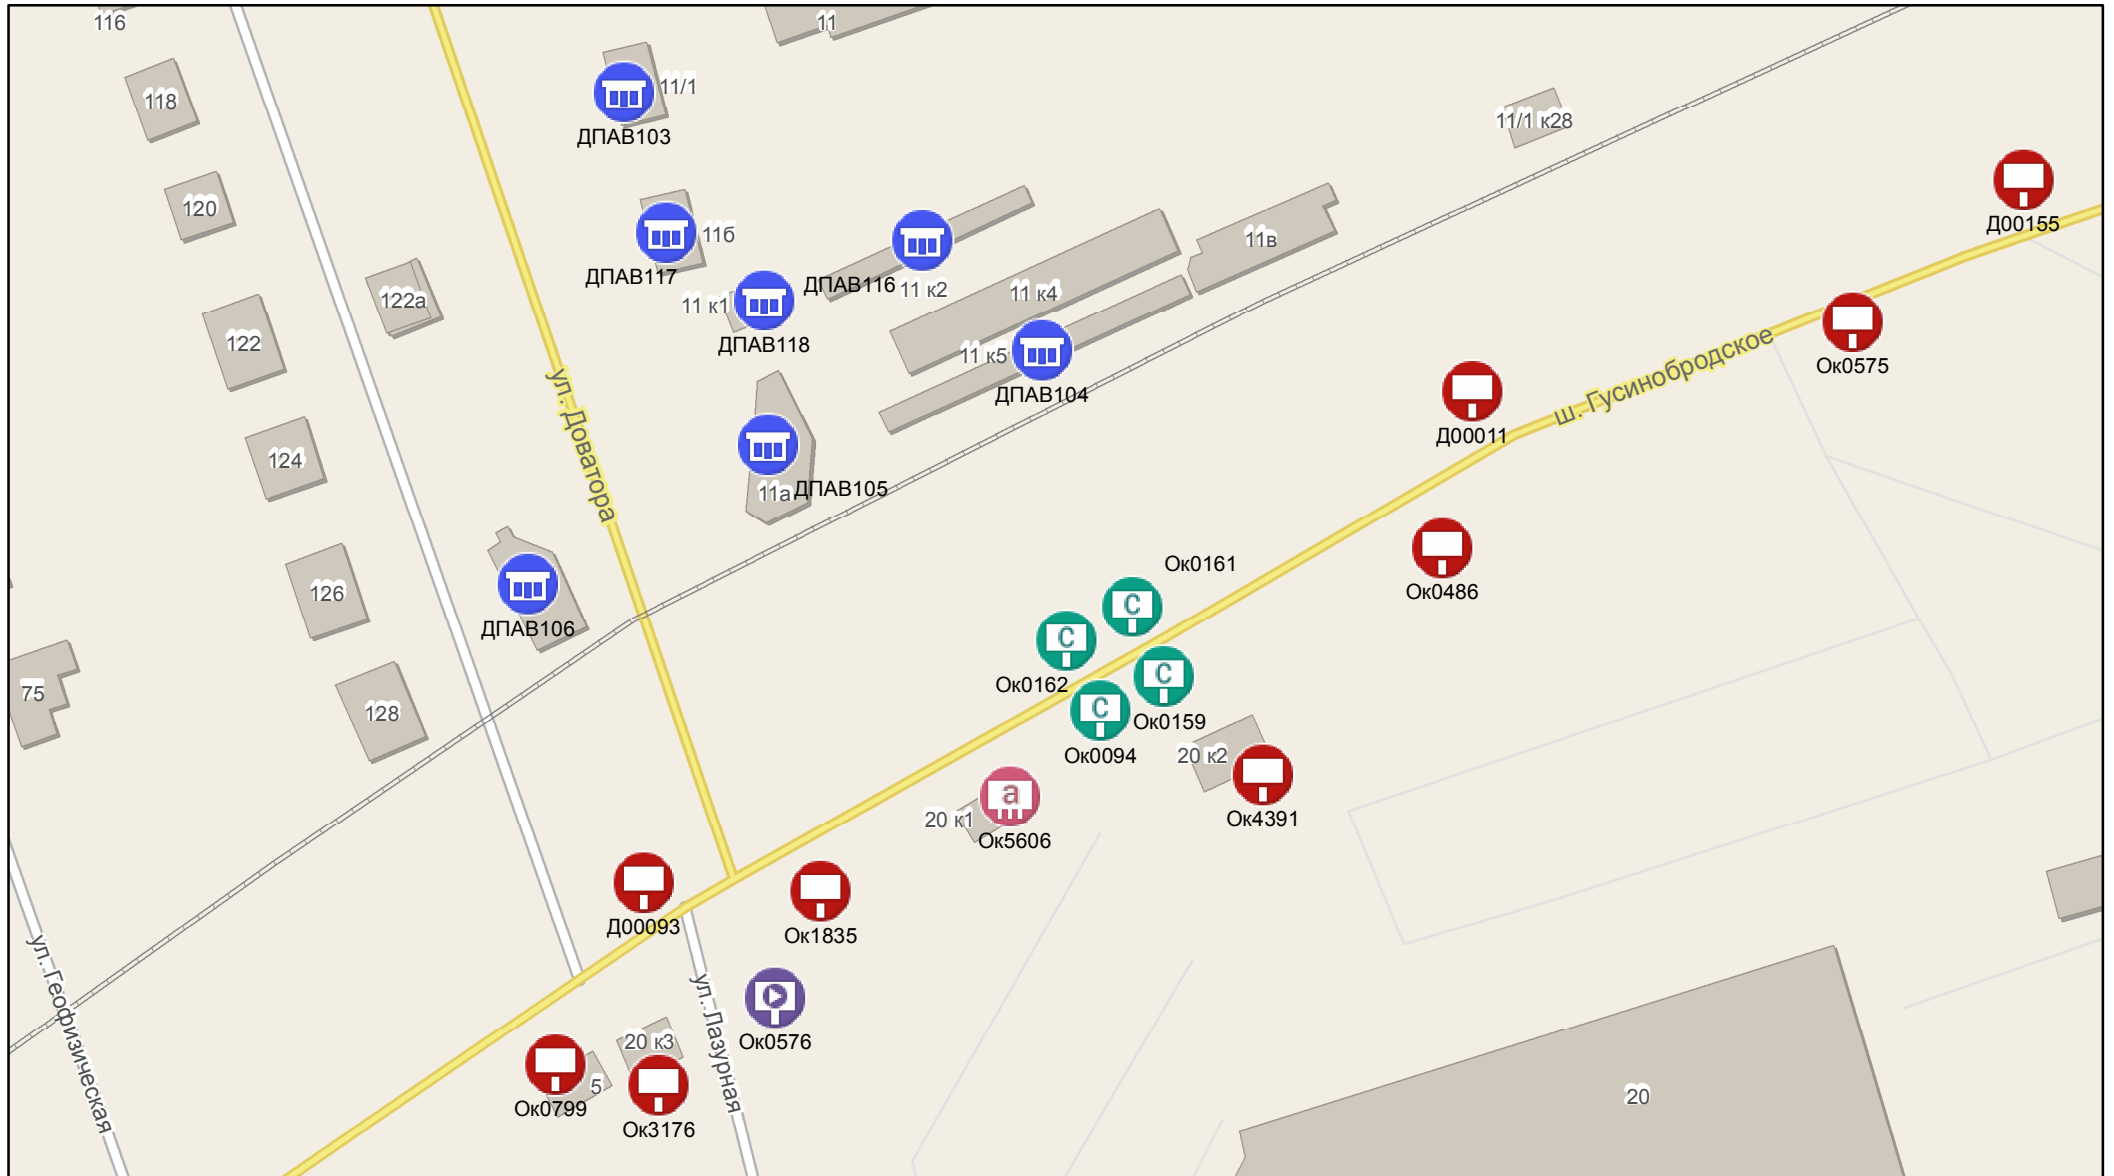 116
11
118
11/1
ДПАВ103
11/1 к28
120
Д00155
11б
ДПАВ117
11в
122а
11 к1
ДПАВ116
11 к2
11 к4
122
ДПАВ118
11 к5
ДПАВ104
ш. Гусинобродское
Ок0575
Д00011
ул. Доватора
124
11а
ДПАВ105
Ок0161
С
126
ДПАВ106
Ок0486
С
Ок0162
С
75
128
С
Ок0159
Ок0094
20 к2
а
20 к1
Ок5606
Ок4391
Д00093
Ок1835
ул. Геофизическая
ул. Лазурная
20 к3
Ок0576
5
Ок0799
Ок3176
20